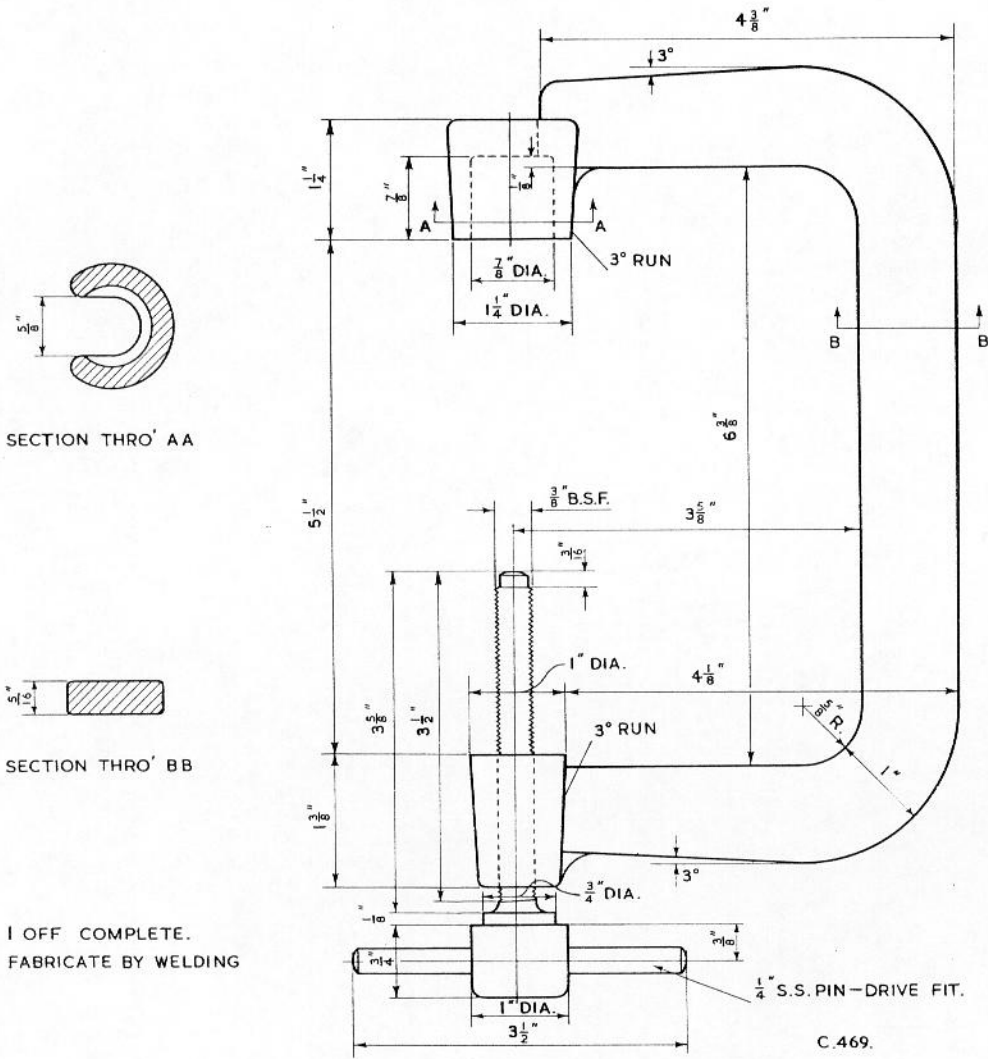 4 3/8"
3°
1 1/4"
7/8"
1/8"
A A
3° RUN
7/8" DIA.
1 1/4" DIA.
5/8"
B B
SECTION THRO' AA
6 3/8"
5 1/2"
3/8" B.S.F.
3 5/8"
3/16"
1" DIA.
4 1/8"
5/16"
3 5/8"
3 1/2"
5/8" R.
3° RUN
SECTION THRO' BB
1"
1 3/8"
3°
3/4" DIA.
1/8"
1 OFF COMPLETE.
FABRICATE BY WELDING
3/4"
3/8"
1/4" S.S. PIN-DRIVE FIT.
1" DIA.
3 1/2"
C.469.